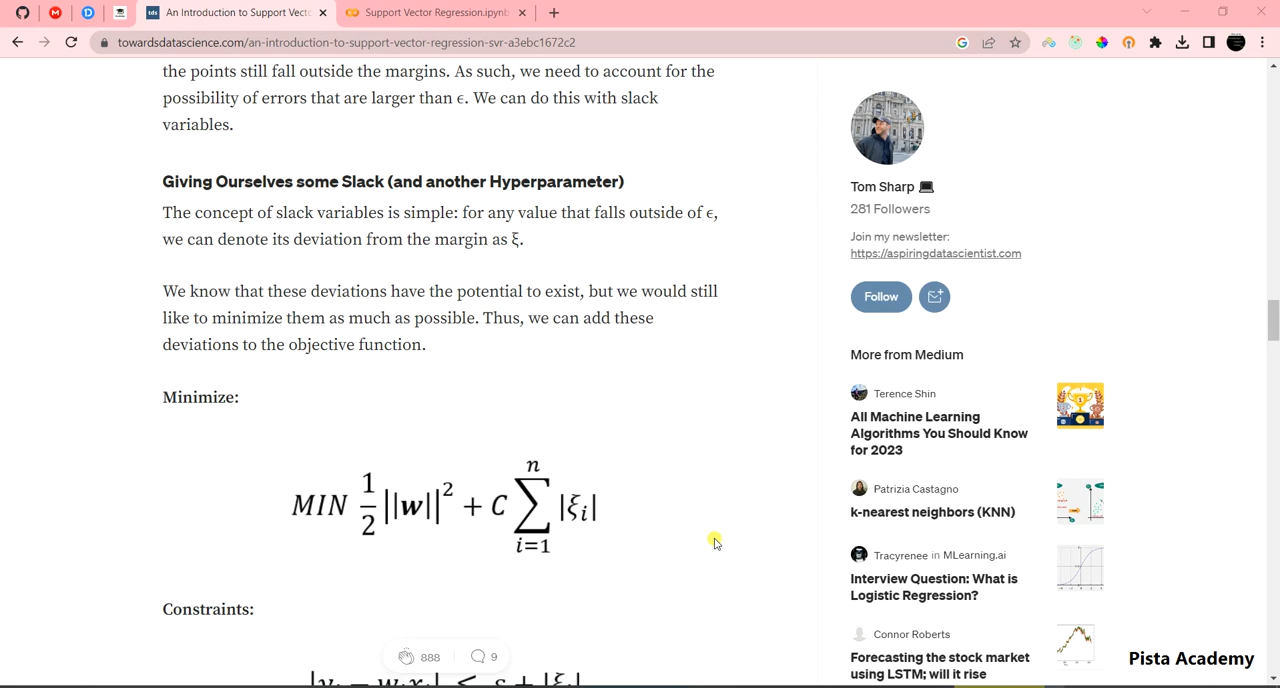 An Introduction to Support Vecto
Support Vector Regression.ipynb
towardsdatascience.com/an-introduction-to-support-vector-regression-svr-a3ebc1672c2
the points still fall outside the margins. As such, we need to account for the
possibility of errors that are larger than ϵ. We can do this with slack
variables.
Giving Ourselves some Slack (and another Hyperparameter)
The concept of slack variables is simple: for any value that falls outside of ϵ,
we can denote its deviation from the margin as ξ.
We know that these deviations have the potential to exist, but we would still
like to minimize them as much as possible. Thus, we can add these
deviations to the objective function.
Minimize:
MIN 1/2 ||w||² + C ∑ i=1 n |ξi|
Constraints:
|yi − wixi| ≤ ε + |ξi|
888
9
Tom Sharp
281 Followers
Join my newsletter:
https://aspiringdatascientist.com
Follow
More from Medium
Terence Shin
All Machine Learning
Algorithms You Should Know
for 2023
Patrizia Castagno
k-nearest neighbors (KNN)
Tracyrenee in MLearning.ai
Interview Question: What is
Logistic Regression?
Connor Roberts
Forecasting the stock market
using LSTM; will it rise
Pista Academy